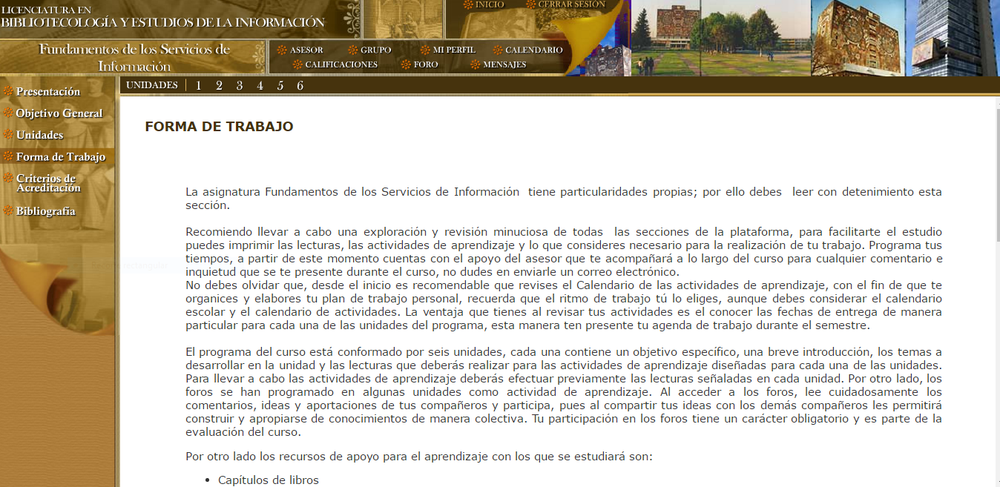 LICENCIATURA EN
BIBLIOTECOLOGÍA Y ESTUDIOS DE LA INFORMACIÓN
INICIO
CERRAR SESIÓN
Fundamentos de los Servicios de
Información
ASESOR
GRUPO
MI PERFIL
CALENDARIO
CALIFICACIONES
FORO
MENSAJES
UNIDADES 1 2 3 4 5 6
Presentación
Objetivo General
Unidades
Forma de Trabajo
Criterios de
Acreditación
Bibliografía
FORMA DE TRABAJO
La asignatura Fundamentos de los Servicios de Información tiene particularidades propias; por ello debes leer con detenimiento esta
sección.
Recomiendo llevar a cabo una exploración y revisión minuciosa de todas las secciones de la plataforma, para facilitarte el estudio
puedes imprimir las lecturas, las actividades de aprendizaje y lo que consideres necesario para la realización de tu trabajo. Programa tus
tiempos, a partir de este momento cuentas con el apoyo del asesor que te acompañará a lo largo del curso para cualquier comentario e
inquietud que se te presente durante el curso, no dudes en enviarle un correo electrónico.
No debes olvidar que, desde el inicio es recomendable que revises el Calendario de las actividades de aprendizaje, con el fin de que te
organices y elabores tu plan de trabajo personal, recuerda que el ritmo de trabajo tú lo eliges, aunque debes considerar el calendario
escolar y el calendario de actividades. La ventaja que tienes al revisar tus actividades es el conocer las fechas de entrega de manera
particular para cada una de las unidades del programa, esta manera ten presente tu agenda de trabajo durante el semestre.
El programa del curso está conformado por seis unidades, cada una contiene un objetivo específico, una breve introducción, los temas a
desarrollar en la unidad y las lecturas que deberás realizar para las actividades de aprendizaje diseñadas para cada una de las unidades.
Para llevar a cabo las actividades de aprendizaje deberás efectuar previamente las lecturas señaladas en cada unidad. Por otro lado, los
foros se han programado en algunas unidades como actividad de aprendizaje. Al acceder a los foros, lee cuidadosamente los
comentarios, ideas y aportaciones de tus compañeros y participa, pues al compartir tus ideas con los demás compañeros les permitirá
construir y apropiarse de conocimientos de manera colectiva. Tu participación en los foros tiene un carácter obligatorio y es parte de la
evaluación del curso.
Por otro lado los recursos de apoyo para el aprendizaje con los que se estudiará son:
• Capítulos de libros